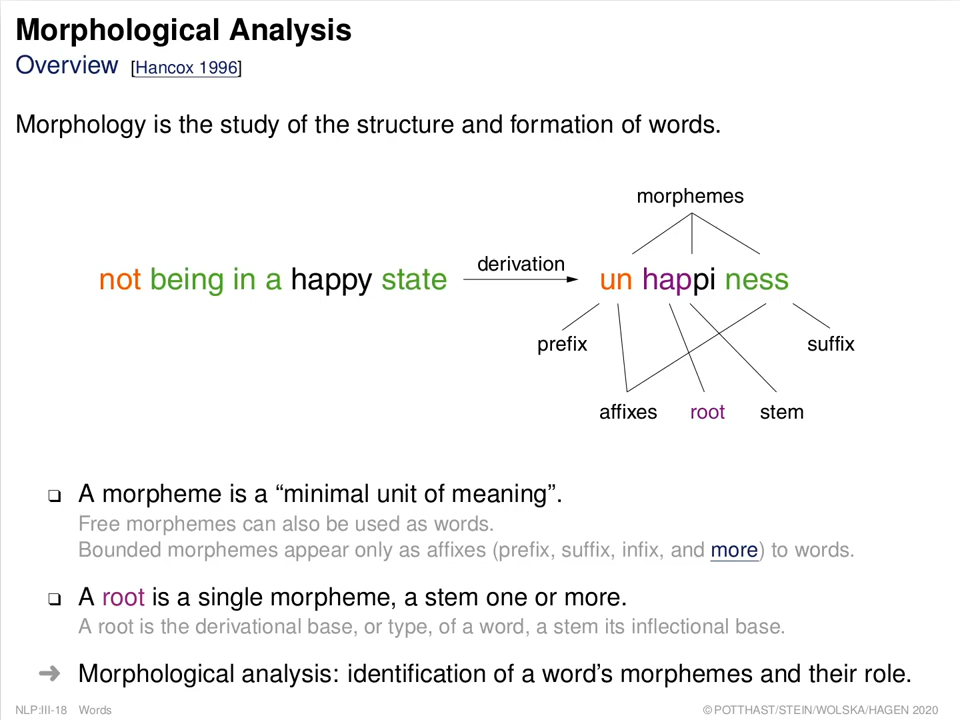 Morphological Analysis
Overview [Hancox 1996]
Morphology is the study of the structure and formation of words.
morphemes
not being in a happy state
derivation
un happi ness
prefix
suffix
affixes
root
stem
❑ A morpheme is a “minimal unit of meaning”.
Free morphemes can also be used as words.
Bounded morphemes appear only as affixes (prefix, suffix, infix, and more) to words.
❑ A root is a single morpheme, a stem one or more.
A root is the derivational base, or type, of a word, a stem its inflectional base.
➜ Morphological analysis: identification of a word’s morphemes and their role.
NLP:III-18 Words
© POTTHAST/STEIN/WOLSKA/HAGEN 2020